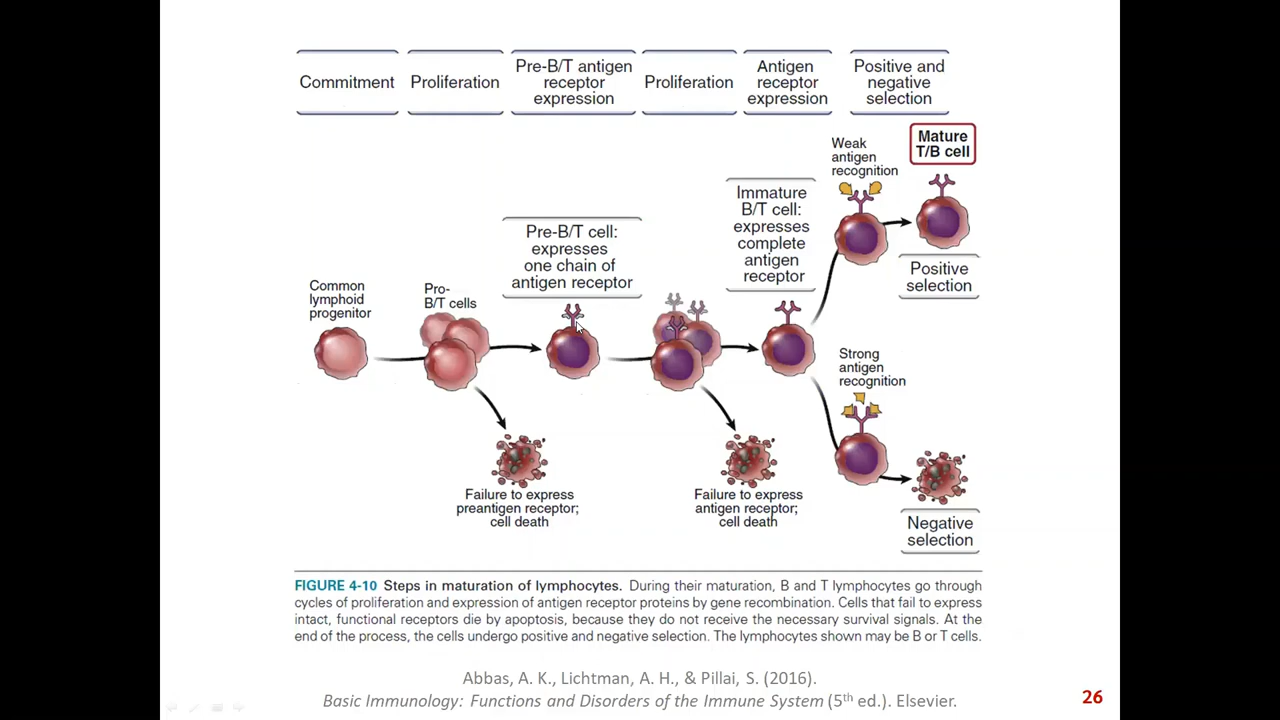 Commitment
Proliferation
Pre-B/T antigen
receptor
expression
Proliferation
Antigen
receptor
expression
Positive and
negative
selection
Weak
antigen
recognition
Mature
T/B cell
Immature
B/T cell:
expresses
complete
antigen
receptor
Pre-B/T cell:
expresses
one chain of
antigen receptor
Positive
selection
Common
lymphoid
progenitor
Pro-
B/T cells
Strong
antigen
recognition
Failure to express
preantigen receptor;
cell death
Failure to express
antigen receptor;
cell death
Negative
selection
FIGURE 4-10 Steps in maturation of lymphocytes. During their maturation, B and T lymphocytes go through
cycles of proliferation and expression of antigen receptor proteins by gene recombination. Cells that fail to express
intact, functional receptors die by apoptosis, because they do not receive the necessary survival signals. At the
end of the process, the cells undergo positive and negative selection. The lymphocytes shown may be B or T cells.
Abbas, A. K., Lichtman, A. H., & Pillai, S. (2016).
Basic Immunology: Functions and Disorders of the Immune System (5th ed.). Elsevier.
26